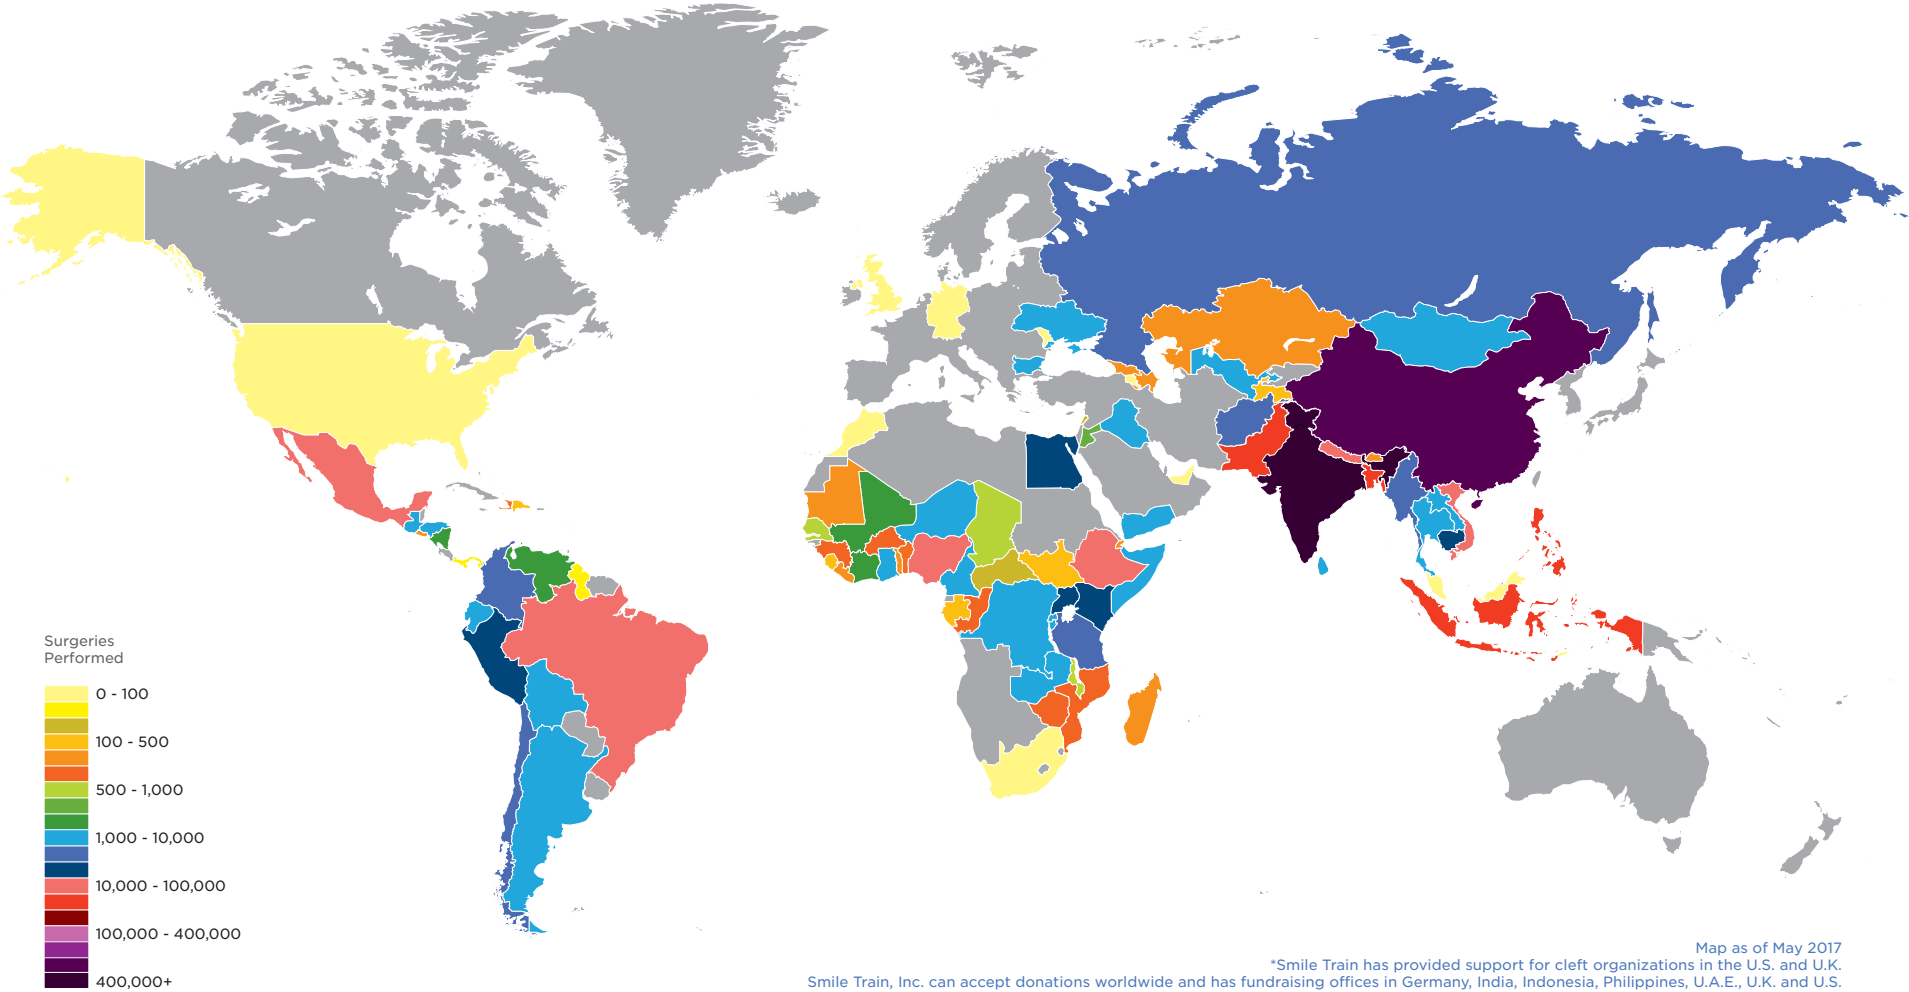 Surgeries
Performed
0 - 100
100 - 500
500 - 1,000
1,000 - 10,000
10,000 - 100,000
100,000 - 400,000
400,000+
Map as of May 2017
*Smile Train has provided support for cleft organizations in the U.S. and U.K.
Smile Train, Inc. can accept donations worldwide and has fundraising offices in Germany, India, Indonesia, Philippines, U.A.E., U.K. and U.S.